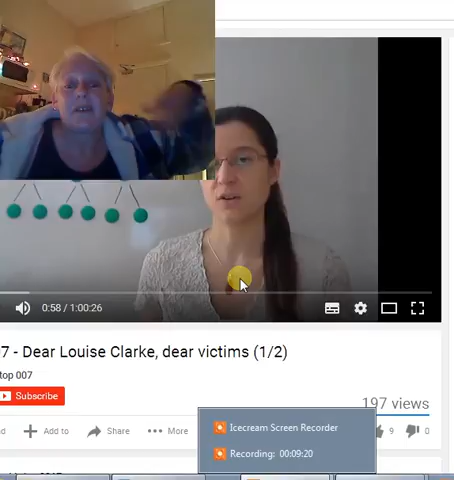 0:58 / 1:00:26
7 - Dear Louise Clarke, dear victims (1/2)
top 007
Subscribe
197 views
Add to
Share
More
9
0
Icecream Screen Recorder
Recording: 00:09:20